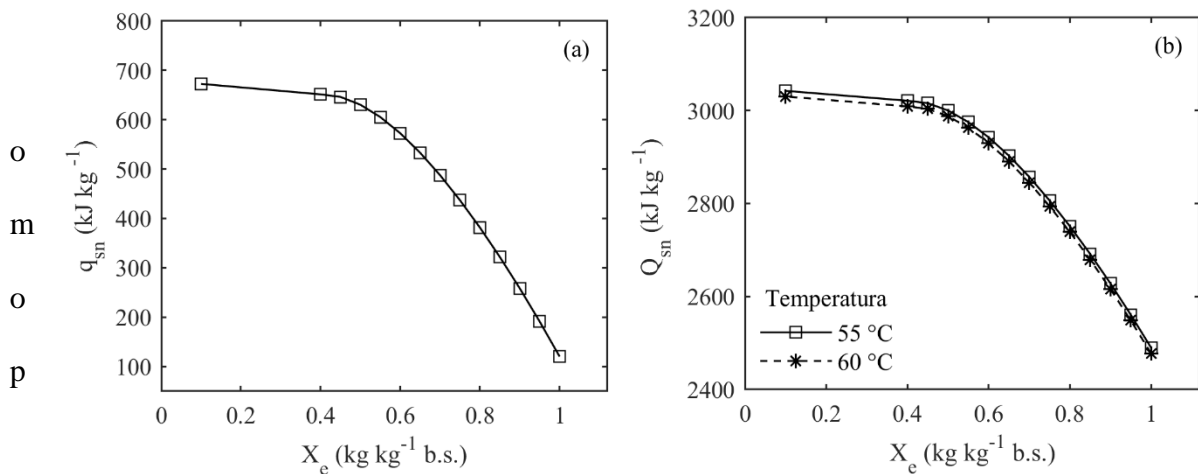 o
m
o
p
(a)
800
700
600
500
400
300
200
100
q_sn (kJ kg⁻¹)
0 0.2 0.4 0.6 0.8 1
X_e (kg kg⁻¹ b.s.)
(b)
3200
3000
2800
2600
2400
Q_sn (kJ kg⁻¹)
Temperatura
55 °C
60 °C
0 0.2 0.4 0.6 0.8 1
X_e (kg kg⁻¹ b.s.)